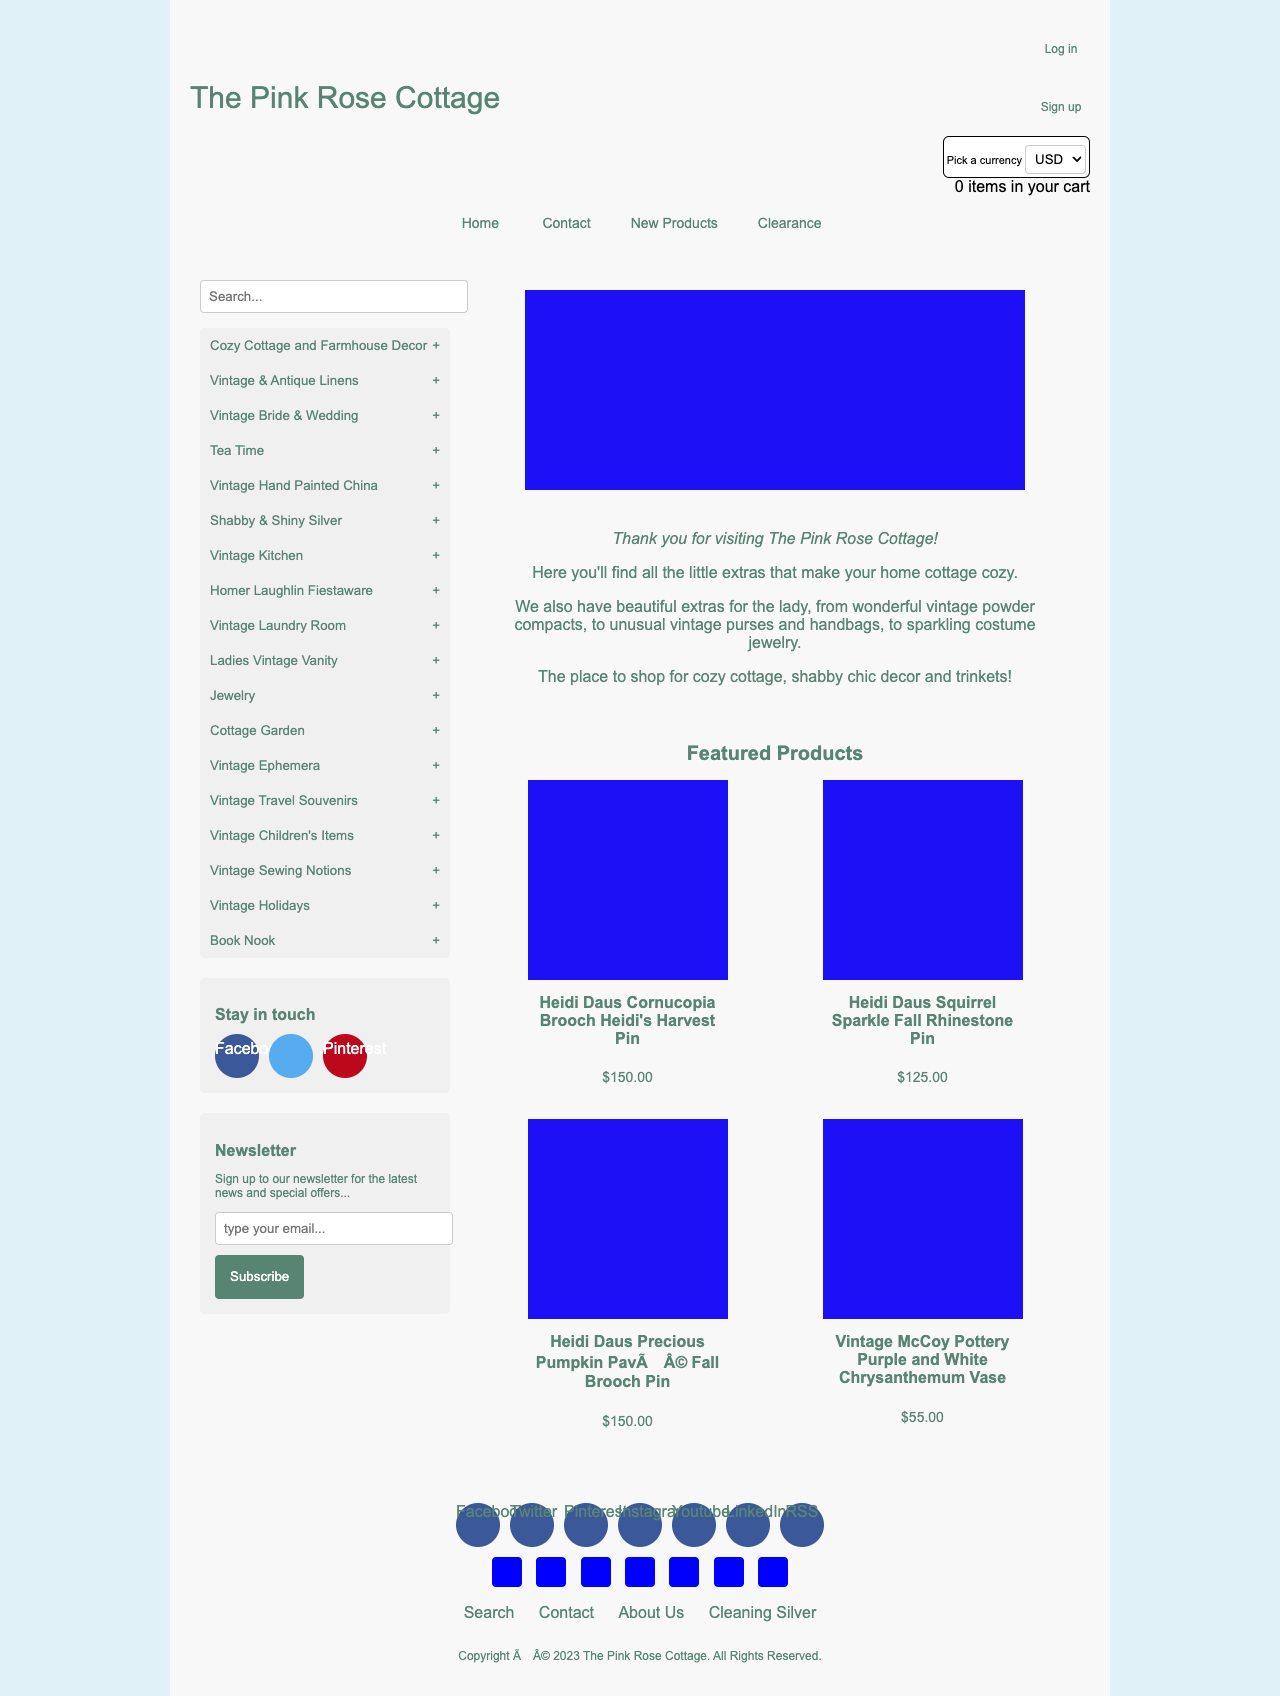 Log in
The Pink Rose Cottage
Sign up
Pick a currency USD
0 items in your cart
Home Contact New Products Clearance
Search...
Cozy Cottage and Farmhouse Decor +
Vintage & Antique Linens +
Vintage Bride & Wedding +
Tea Time +
Vintage Hand Painted China +
Shabby & Shiny Silver +
Vintage Kitchen +
Homer Laughlin Fiestaware +
Vintage Laundry Room +
Ladies Vintage Vanity +
Jewelry +
Cottage Garden +
Vintage Ephemera +
Vintage Travel Souvenirs +
Vintage Children's Items +
Vintage Sewing Notions +
Vintage Holidays +
Book Nook +
Stay in touch
Facebo Pinterest
Newsletter
Sign up to our newsletter for the latest
news and special offers...
type your email...
Subscribe
Thank you for visiting The Pink Rose Cottage!
Here you'll find all the little extras that make your home cottage cozy.
We also have beautiful extras for the lady, from wonderful vintage powder
compacts, to unusual vintage purses and handbags, to sparkling costume
jewelry.
The place to shop for cozy cottage, shabby chic decor and trinkets!
Featured Products
Heidi Daus Cornucopia
Brooch Heidi's Harvest
Pin
$150.00
Heidi Daus Squirrel
Sparkle Fall Rhinestone
Pin
$125.00
Heidi Daus Precious
Pumpkin PavÃ Â© Fall
Brooch Pin
$150.00
Vintage McCoy Pottery
Purple and White
Chrysanthemum Vase
$55.00
Faceboo Twitter Pinteres Instagra Youtube LinkedIn RSS
Search Contact About Us Cleaning Silver
Copyright Ã Â© 2023 The Pink Rose Cottage. All Rights Reserved.